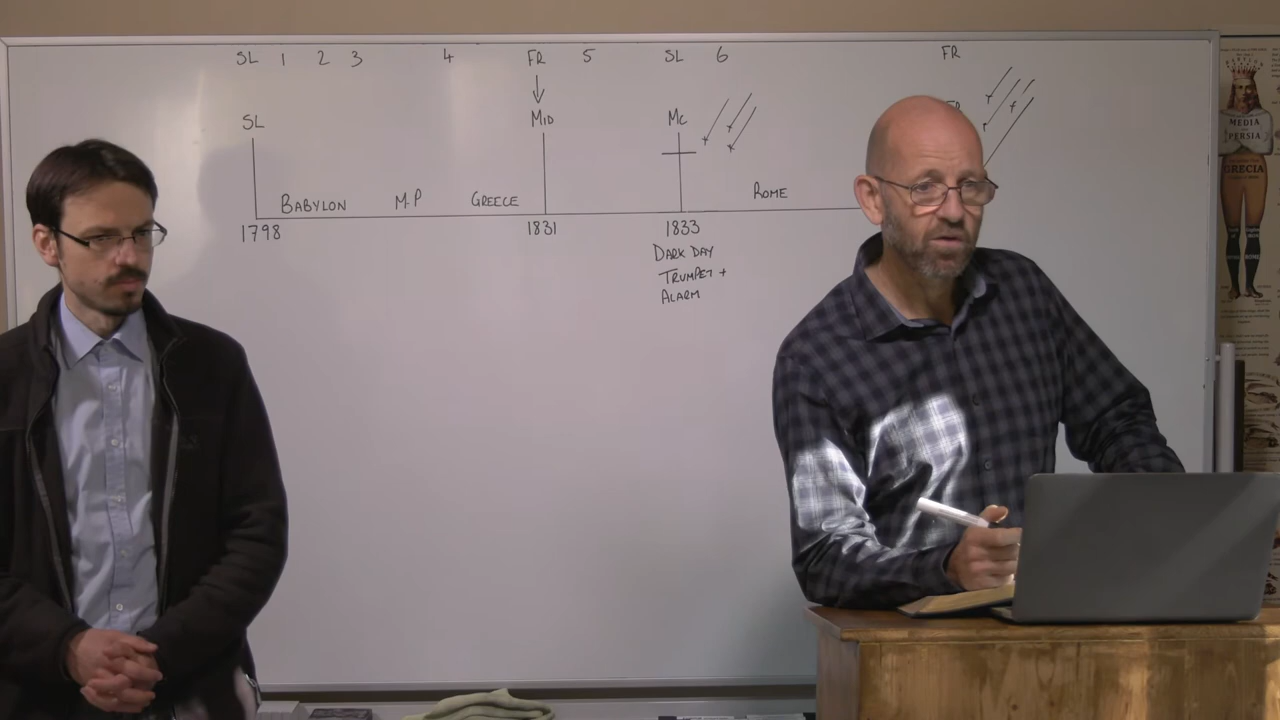 SL 1 2 3 4 FR 5 SL 6 FR
SL MID MC
BABYLON M-P GREECE ROME
1798 1831 1833
DARK DAY
TRUMPET +
ALARM
MEDIA
PERSIA
GRECIA